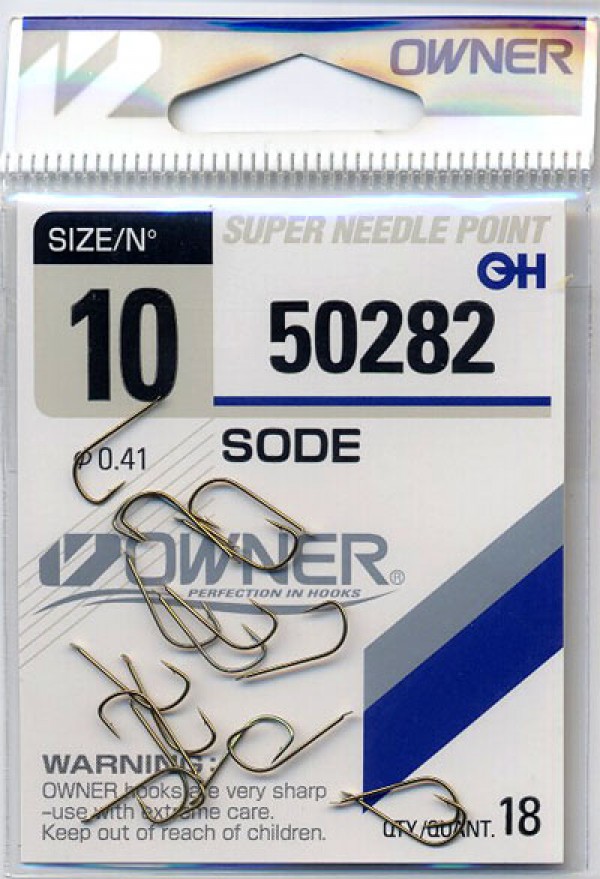 OWNER
SIZE/Nº
SUPER NEEDLE POINT
OH
10
50282
SODE
φ 0.41
OWNER®
PERFECTION IN HOOKS
WARNING:
OWNER hooks are very sharp
–use with extreme care.
Keep out of reach of children.
QTY/QUANT. 18